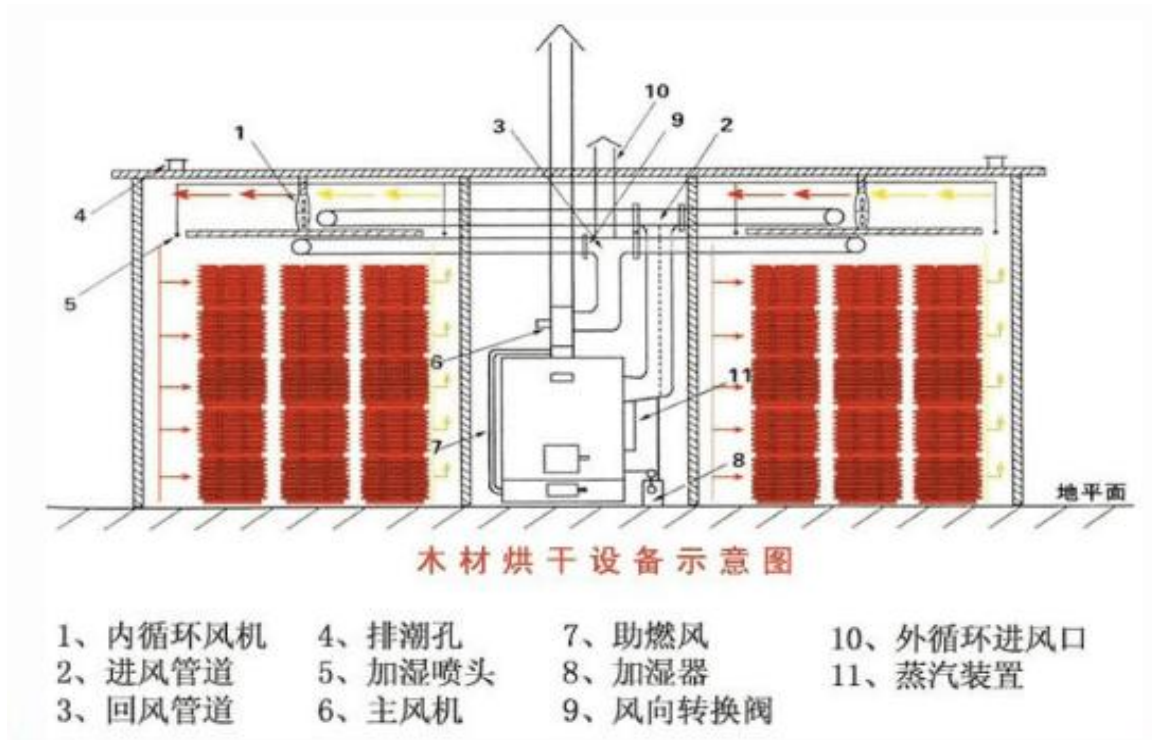 10
3
9
2
1
4
5
6
11
7
8
地平面
木材烘干设备示意图
1、内循环风机 4、排潮孔 7、助燃风 10、外循环进风口
2、进风管道 5、加湿喷头 8、加湿器 11、蒸汽装置
3、回风管道 6、主风机 9、风向转换阀